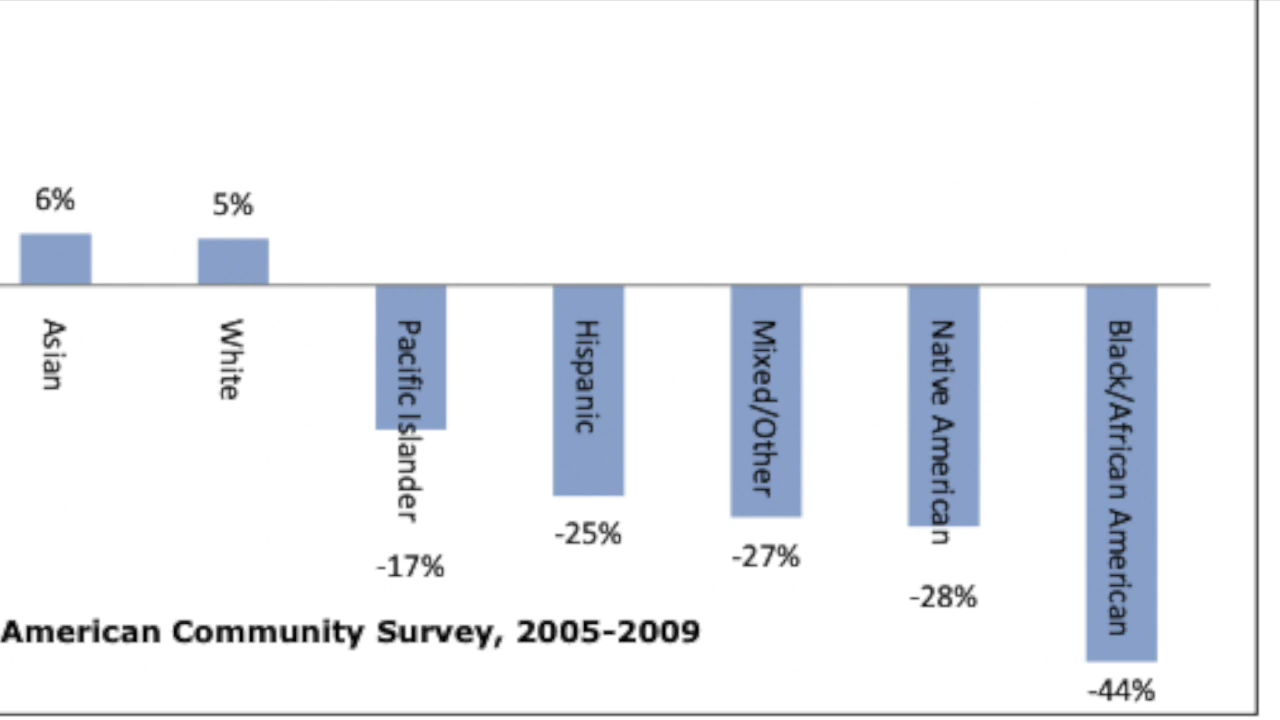 6%
5%
Asian
White
Pacific Islander
Hispanic
Mixed/Other
Native American
Black/African American
-17%
-25%
-27%
-28%
-44%
American Community Survey, 2005-2009